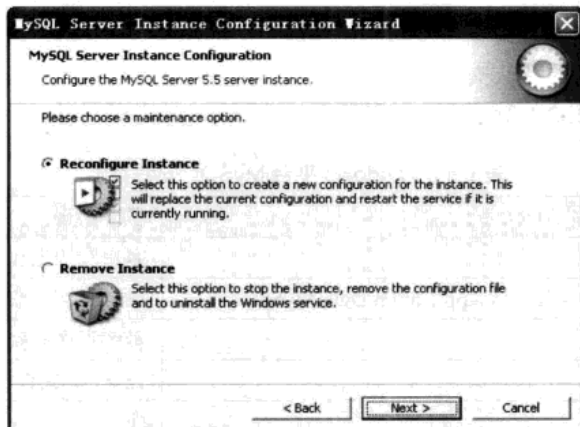 MySQL Server Instance Configuration Wizard
MySQL Server Instance Configuration
Configure the MySQL Server 5.5 server instance.
Please choose a maintenance option.
Reconfigure Instance
Select this option to create a new configuration for the instance. This
will replace the current configuration and restart the service if it is
currently running.
Remove Instance
Select this option to stop the instance, remove the configuration file
and to uninstall the Windows service.
< Back
Next >
Cancel